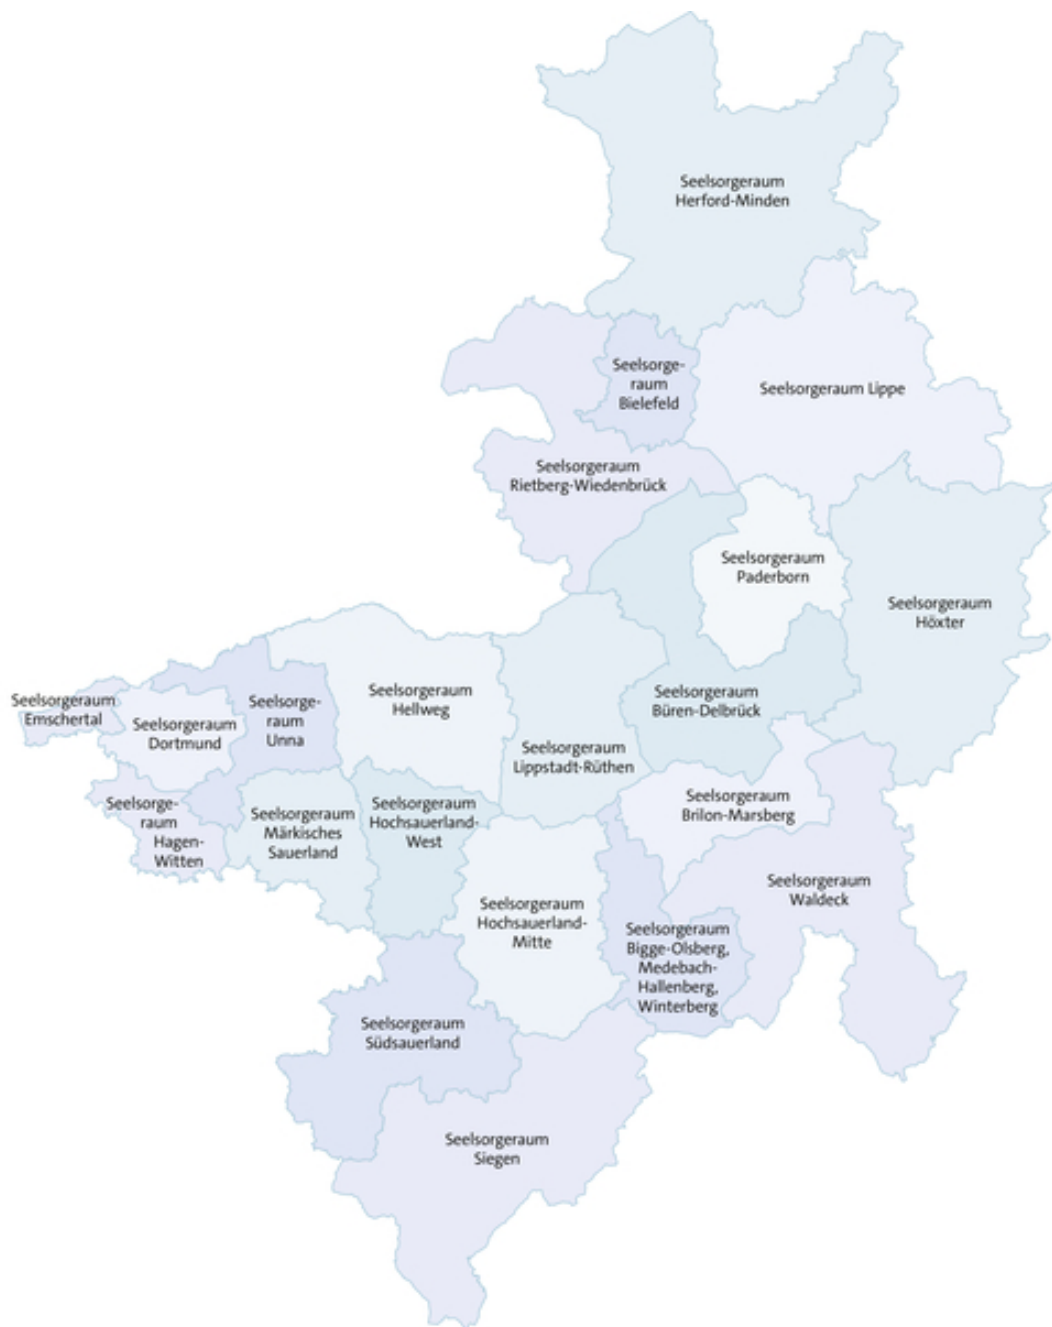 Seelsorgeraum
Herford-Minden
Seelsorge-
raum
Bielefeld
Seelsorgeraum Lippe
Seelsorgeraum
Rietberg-Wiedenbrück
Seelsorgeraum
Paderborn
Seelsorgeraum
Höxter
Seelsorgeraum
Emschertal
Seelsorgeraum
Dortmund
Seelsorge-
raum
Unna
Seelsorgeraum
Hellweg
Seelsorgeraum
Lippstadt-Rüthen
Seelsorgeraum
Büren-Delbrück
Seelsorge-
raum
Hagen-
Witten
Seelsorgeraum
Märkisches
Sauerland
Seelsorgeraum
Hochsauerland-
West
Seelsorgeraum
Brilon-Marsberg
Seelsorgeraum
Hochsauerland-
Mitte
Seelsorgeraum
Bigge-Olsberg,
Medebach-
Hallenberg,
Winterberg
Seelsorgeraum
Waldeck
Seelsorgeraum
Südsauerland
Seelsorgeraum
Siegen